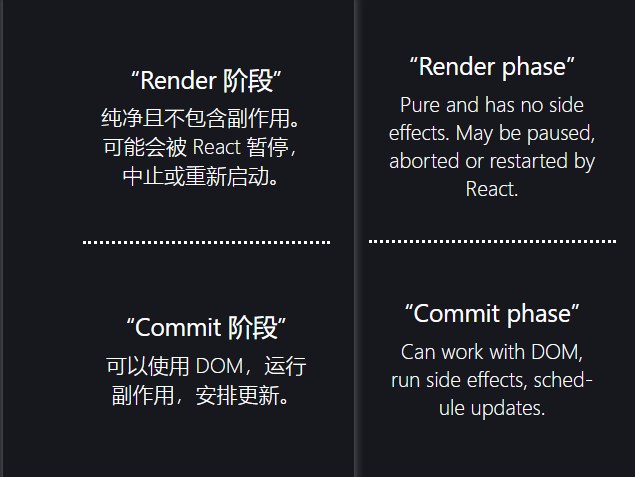 “Render 阶段”
纯净且不包含副作用。
可能会被 React 暂停，
中止或重新启动。
“Commit 阶段”
可以使用 DOM，运行
副作用，安排更新。
“Render phase”
Pure and has no side
effects. May be paused,
aborted or restarted by
React.
“Commit phase”
Can work with DOM,
run side effects, sched-
ule updates.